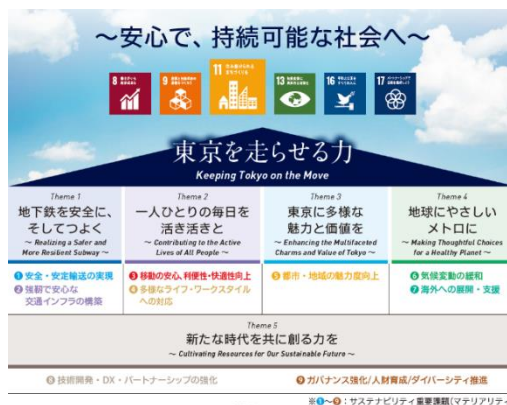 ～安心で、持続可能な社会へ～
8
9
11
13
16
17
東京を走らせる力
Keeping Tokyo on the Move
Theme 1
地下鉄を安全に、
そしてつよく
～ Realizing a Safer and
More Resilient Subway ～
❶安全・安定輸送の実現
❷強靭で安心な
交通インフラの構築
Theme 2
一人ひとりの毎日を
活き活きと
～ Contributing to the Active
Lives of All People ～
❸移動の安心、利便性・快適性向上
❹多様なライフ・ワークスタイル
への対応
Theme 3
東京に多様な
魅力と価値を
～ Enhancing the Multifaceted
Charms and Value of Tokyo ～
❺都市・地域の魅力度向上
Theme 4
地球にやさしい
メトロに
～ Making Thoughtful Choices
for a Healthy Planet ～
❻気候変動の緩和
❼海外への展開・支援
Theme 5
新たな時代を共に創る力を
～ Cultivating Resources for Our Sustainable Future ～
❽技術開発・DX・パートナーシップの強化
❾ガバナンス強化/人財育成/ダイバーシティ推進
※❶～❾：サステナビリティ重要課題(マテリアリティ